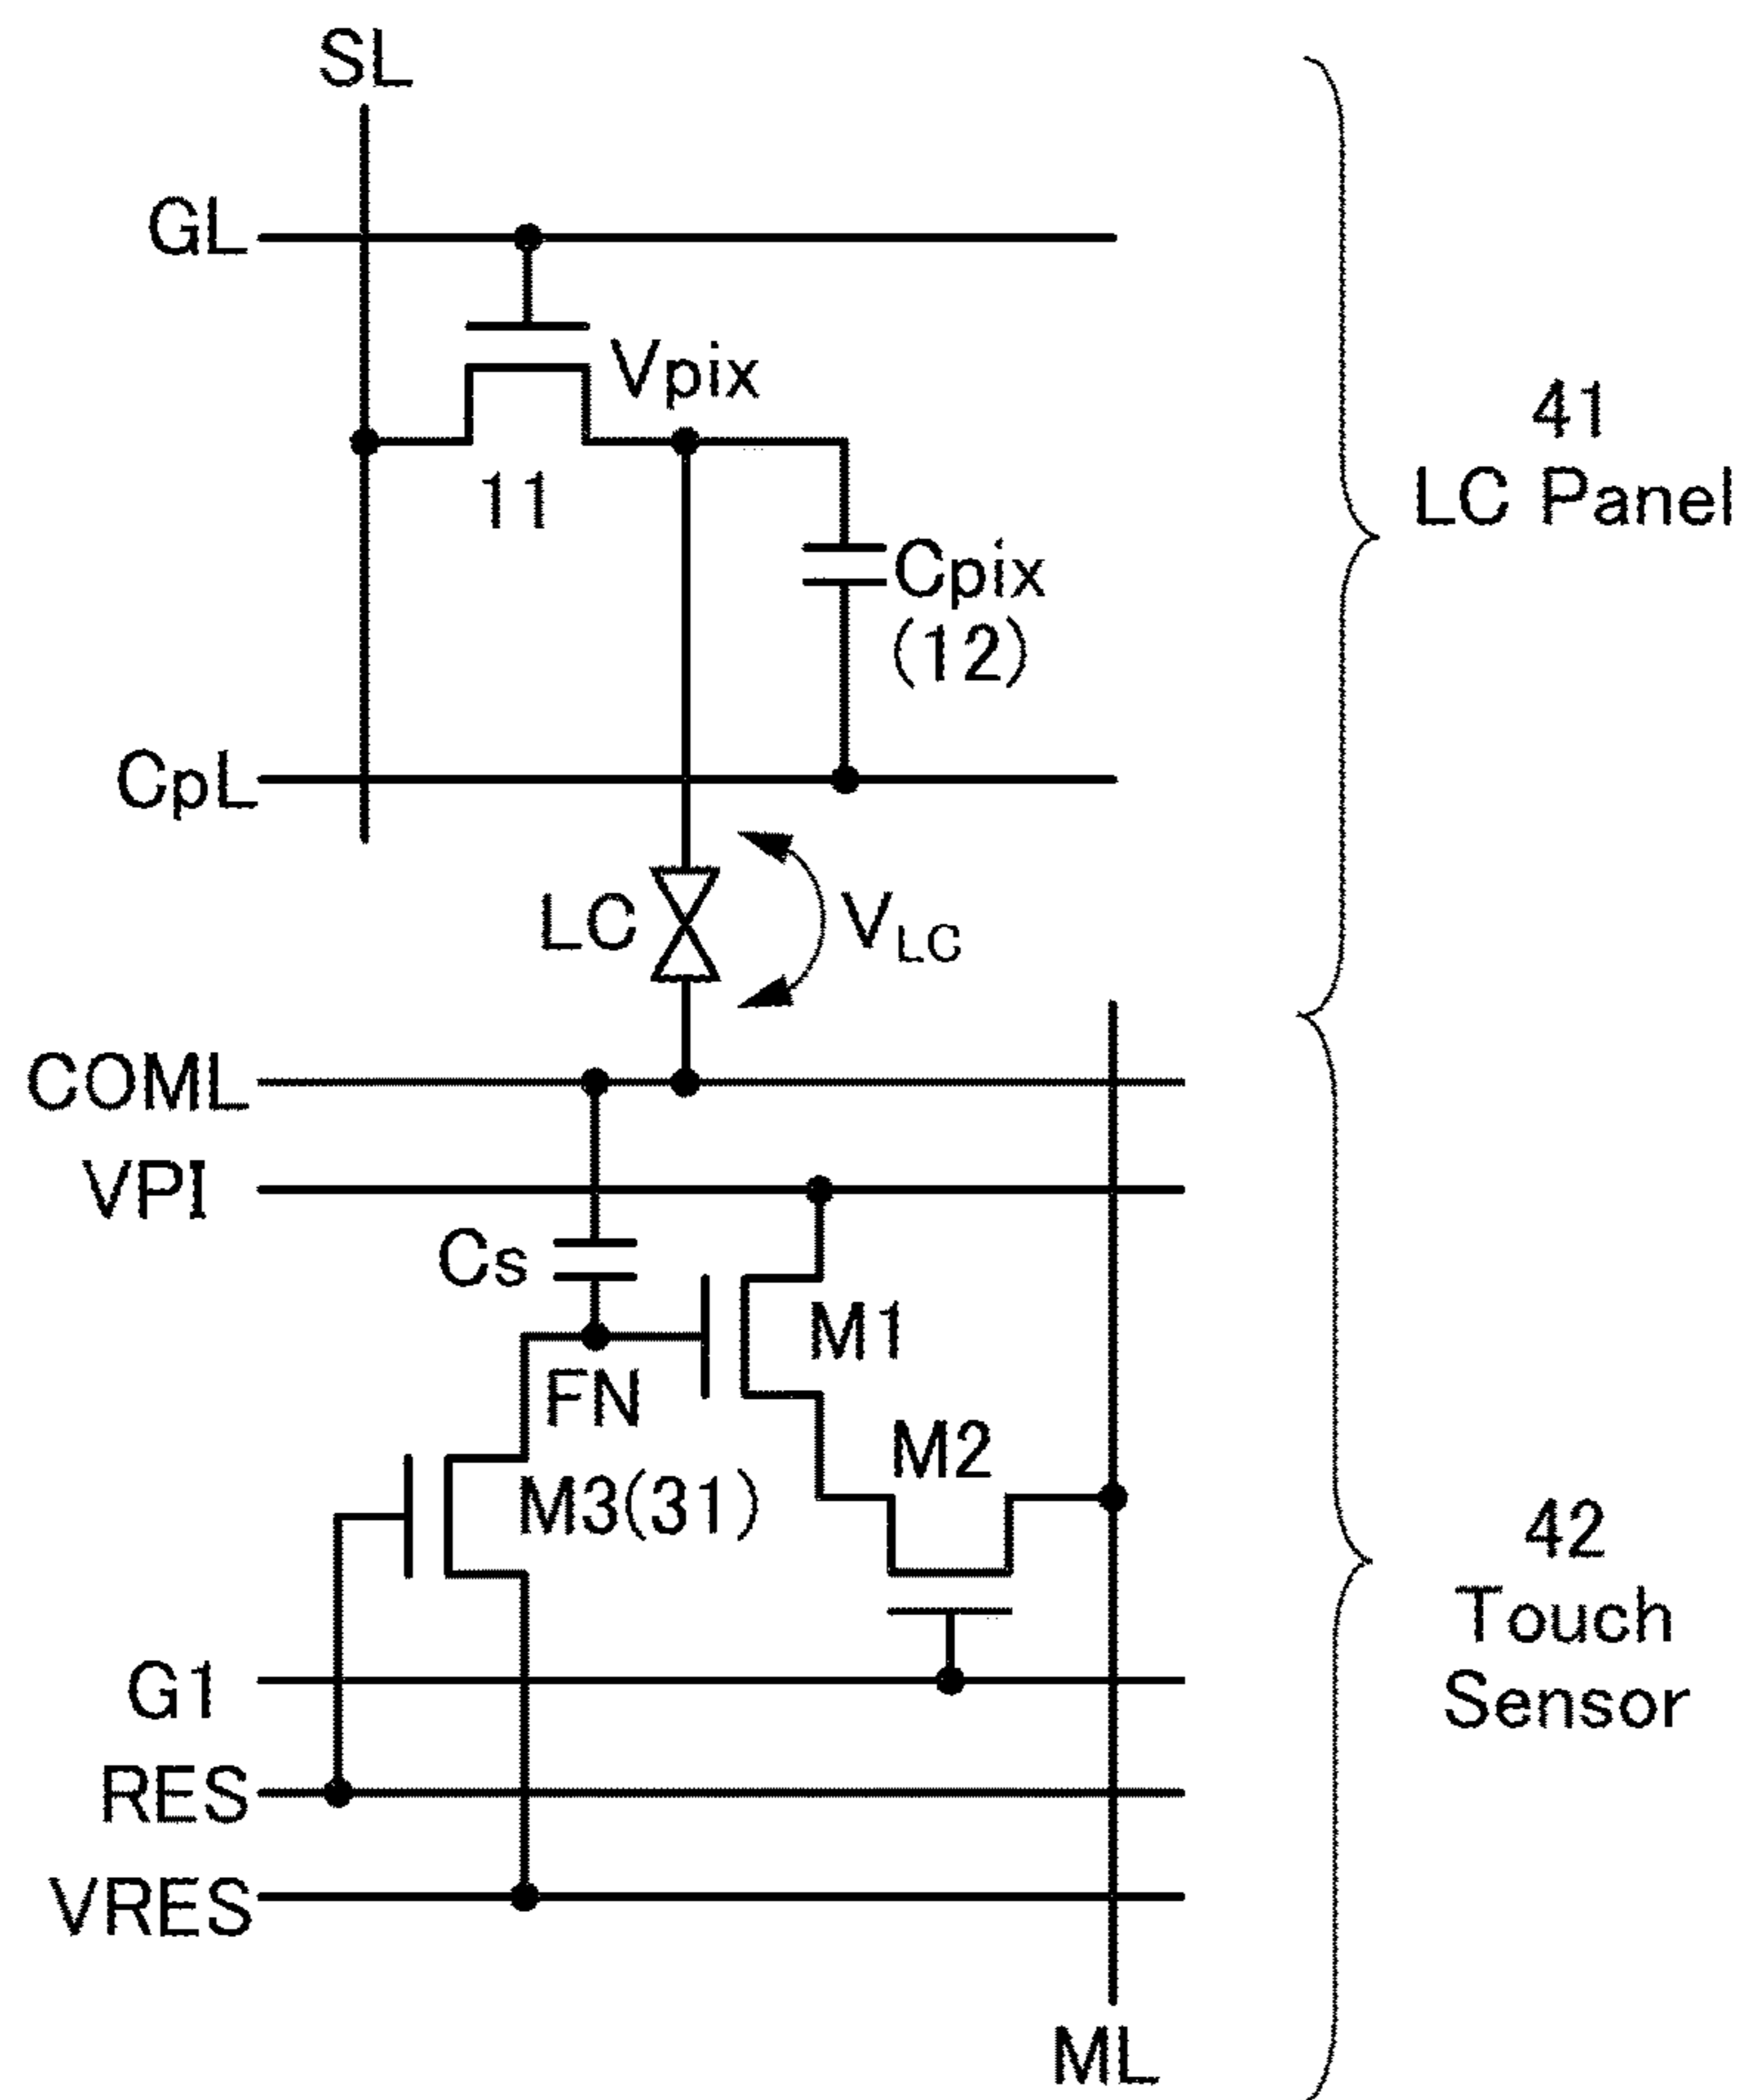 SL
GL
Vpix
11
Cpix
(12)
41
LC Panel
CpL
LC
VLC
COML
VPI
Cs
M1
FN
M2
M3(31)
42
Touch
Sensor
G1
RES
VRES
ML